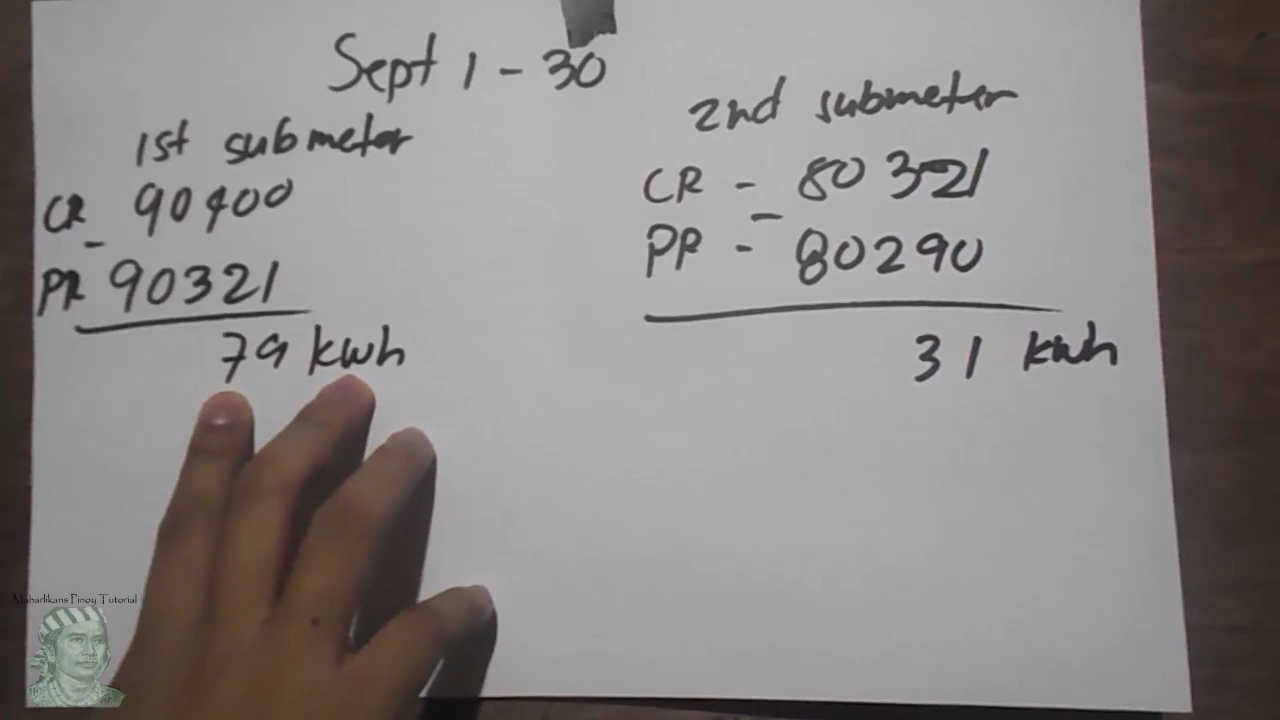 Sept 1 - 30
1st submeter
CR 90400
-
PR 90321
79 kwh
2nd submeter
CR - 80321
-
PR - 80290
31 kwh
Maharlikans Pinoy Tutorial